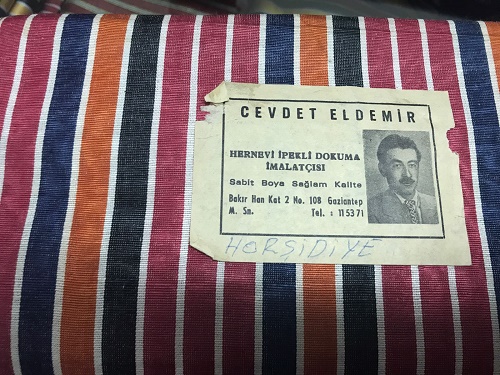 CEVDET ELDEMİR
HERNEVİ İPEKLİ DOKUMA
İMALATÇISI
Sabit Boya Sağlam Kalite
Bakır Han Kat 2 No. 108 Gaziantep
M. Sn. Tel. : 115371
HORŞİDİYE